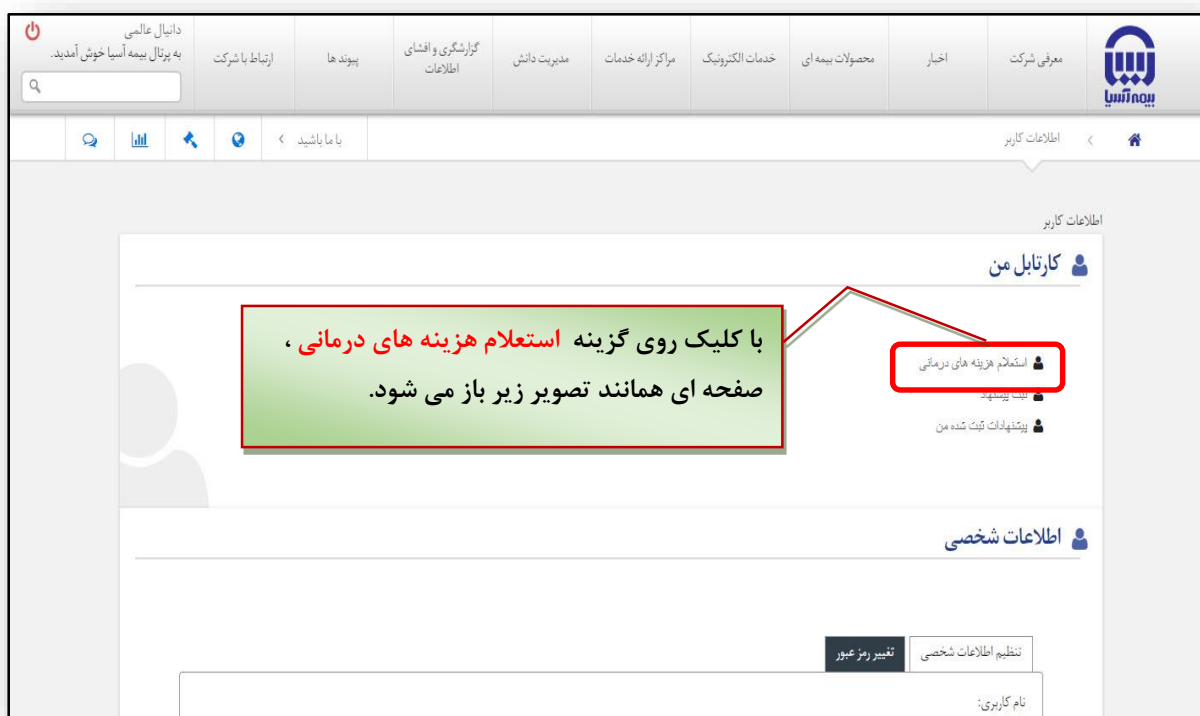 دانیال عالمی
به پرتال بیمه آسیا خوش آمدید.
معرفی شرکت
اخبار
محصولات بیمه ای
خدمات الکترونیک
مراکز ارائه خدمات
مدیریت دانش
گزارشگری و افشای
اطلاعات
پیوند ها
ارتباط با شرکت
بیمه آسیا
اطلاعات کاربر
با ما باشید
اطلاعات کاربر
کارتابل من
با کلیک روی گزینه استعلام هزینه های درمانی ،
صفحه ای همانند تصویر زیر باز می شود.
استعلام هزینه های درمانی
ثبت پیشنهاد
پیشنهادات ثبت شده من
اطلاعات شخصی
تنظیم اطلاعات شخصی
تغییر رمز عبور
نام کاربری: